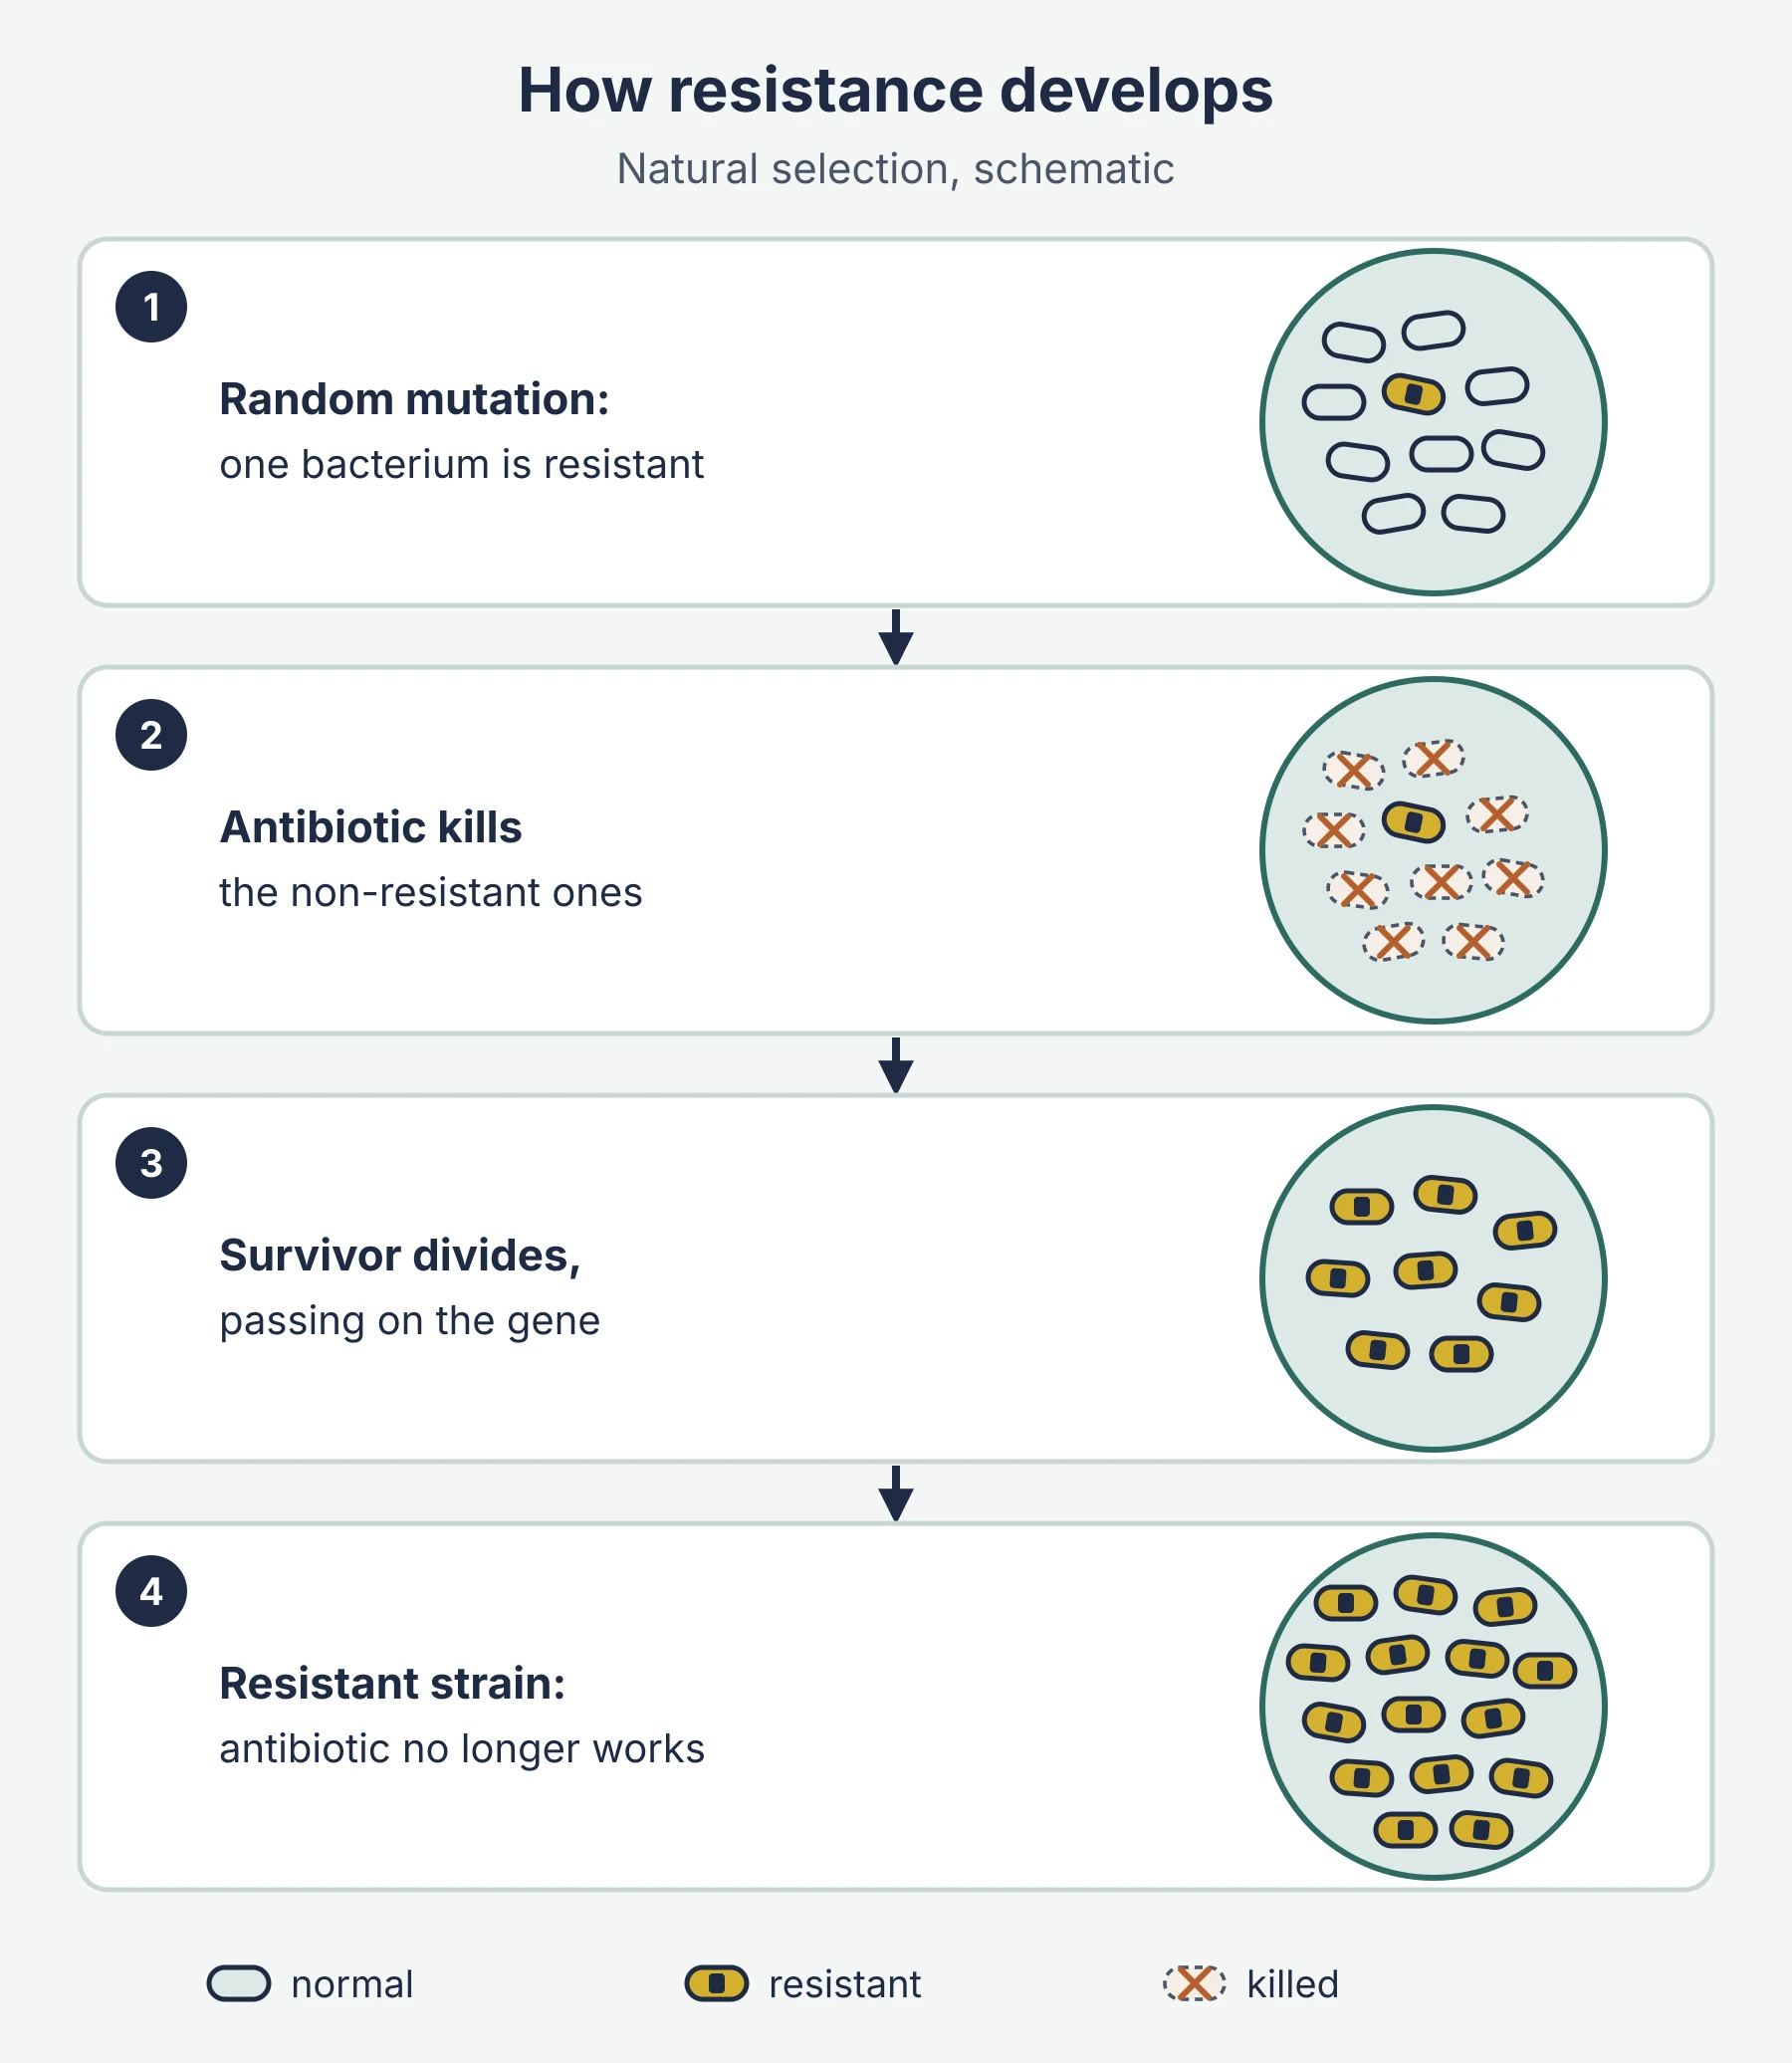 How resistance develops
Natural selection, schematic
1
Random mutation:
one bacterium is resistant
2
Antibiotic kills
the non-resistant ones
3
Survivor divides,
passing on the gene
4
Resistant strain:
antibiotic no longer works
normal
resistant
killed